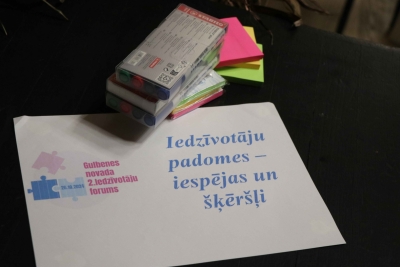 Gulbenes
novada
2.Iedzīvotāju
forums
Iedzīvotāju
padomes –
iespējas un
šķēršļi